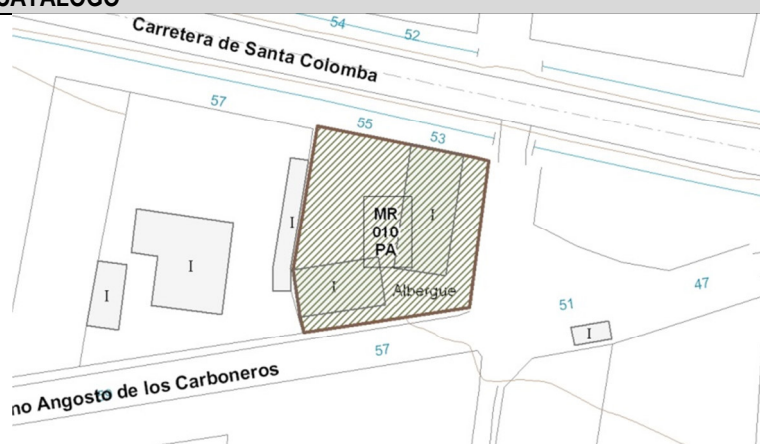 CATÁLOGO
54
52
Carretera de Santa Colomba
57
55
53
I
MR
010
PA
I
I
I
I
Albergue
51
47
I
57
no Angosto de los Carboneros